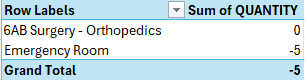 Row Labels Sum of QUANTITY
6AB Surgery - Orthopedics 0
Emergency Room -5
Grand Total -5